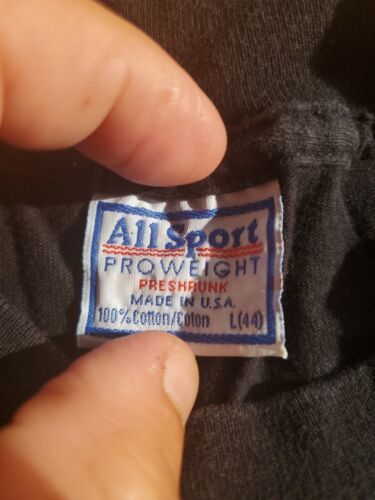 All Sport
PROWEIGHT
PRESHRUNK
MADE IN U.S.A.
100% Cotton/Coton L(44)